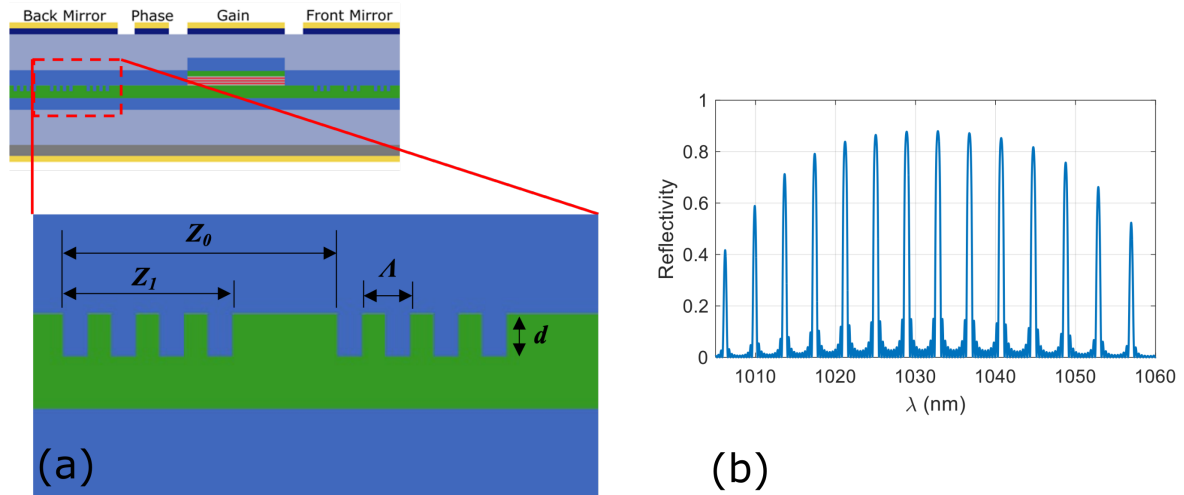 Back Mirror Phase Gain Front Mirror
Z0
Z1
Λ
d
(a)
1
0.8
0.6
0.4
0.2
0
Reflectivity
1010 1020 1030 1040 1050 1060
λ (nm)
(b)